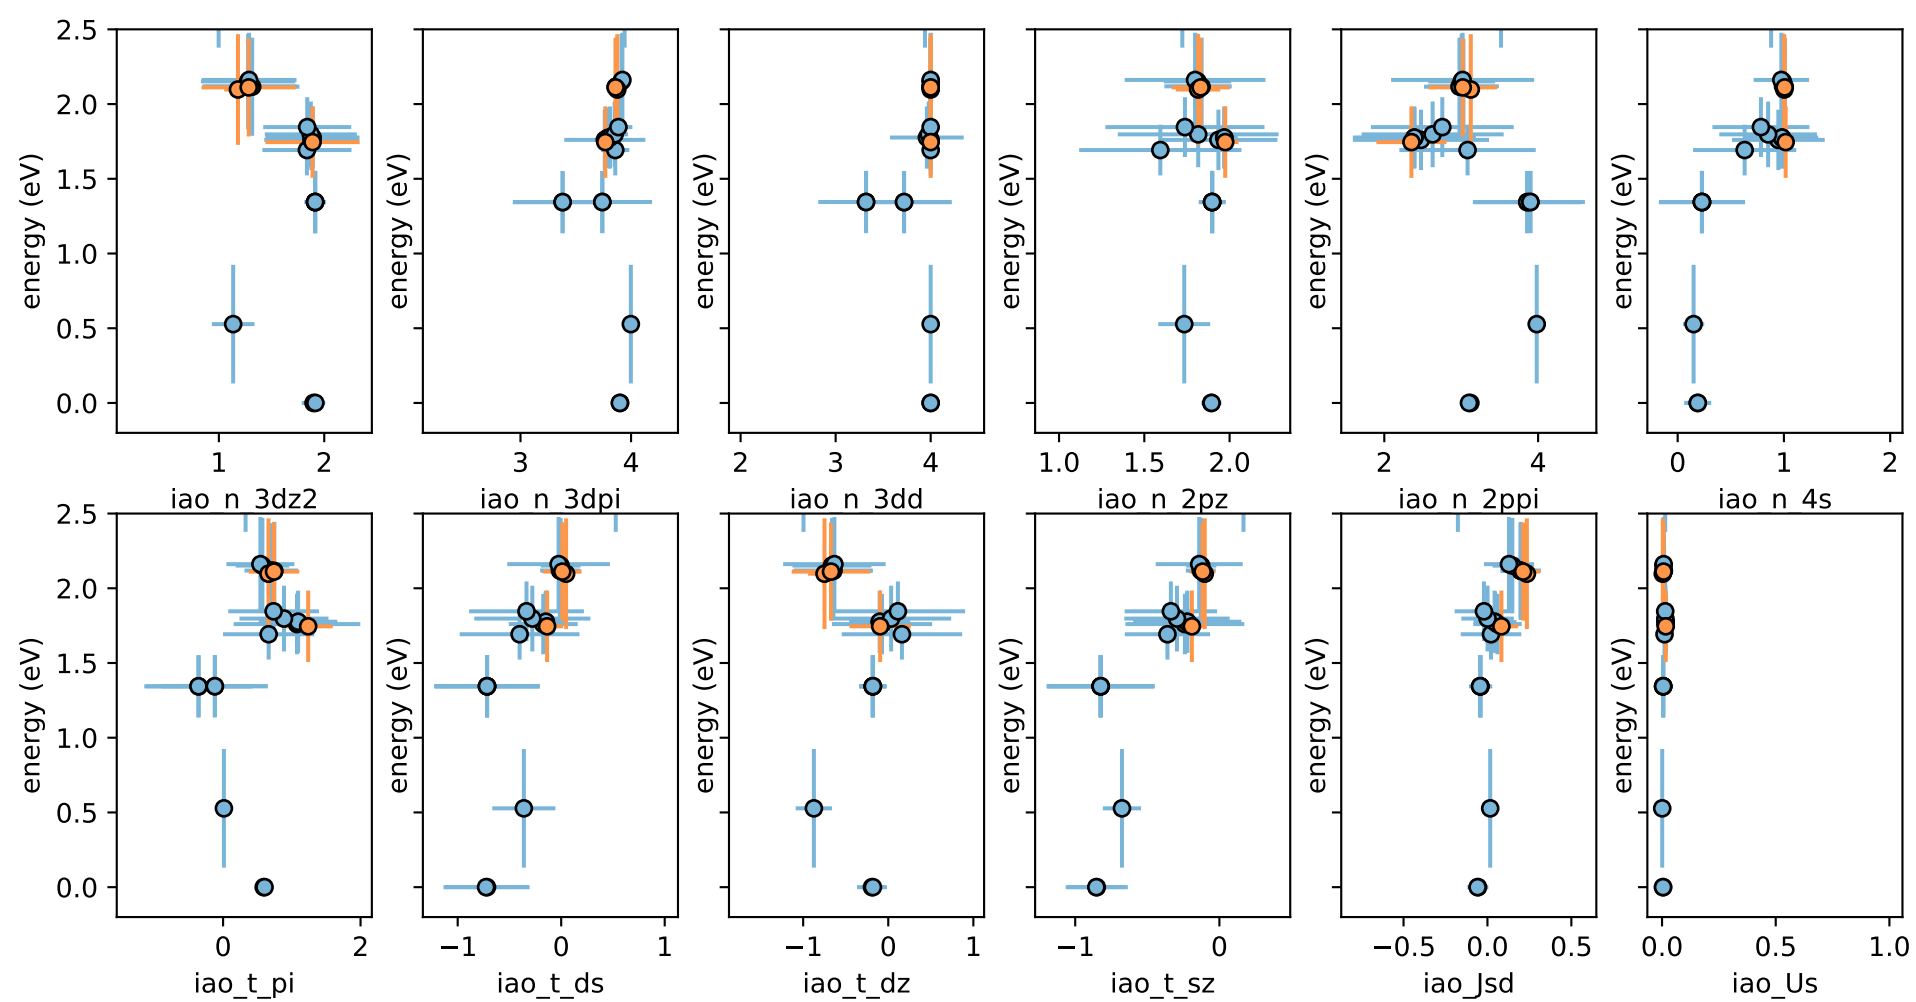 2.5
2.0
1.5
1.0
0.5
0.0
energy (eV)
energy (eV)
energy (eV)
energy (eV)
energy (eV)
energy (eV)
1 2
3 4
2 3 4
1.0 1.5 2.0
2 4
0 1 2
iao_n_3dz2
iao_n_3dpi
iao_n_3dd
iao_n_2pz
iao_n_2ppi
iao_n_4s
2.5
2.0
1.5
1.0
0.5
0.0
energy (eV)
energy (eV)
energy (eV)
energy (eV)
energy (eV)
energy (eV)
0 2
−1 0 1
−1 0 1
−1 0
−0.5 0.0 0.5
0.0 0.5 1.0
iao_t_pi
iao_t_ds
iao_t_dz
iao_t_sz
iao_Jsd
iao_Us